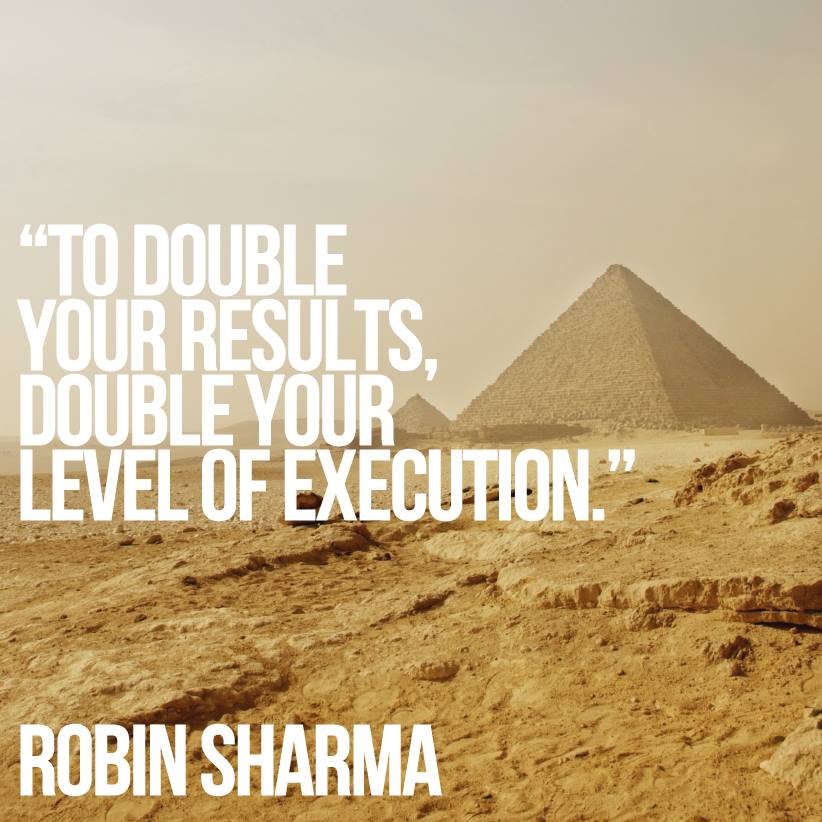 “TO DOUBLE
YOUR RESULTS,
DOUBLE YOUR
LEVEL OF EXECUTION.”
ROBIN SHARMA